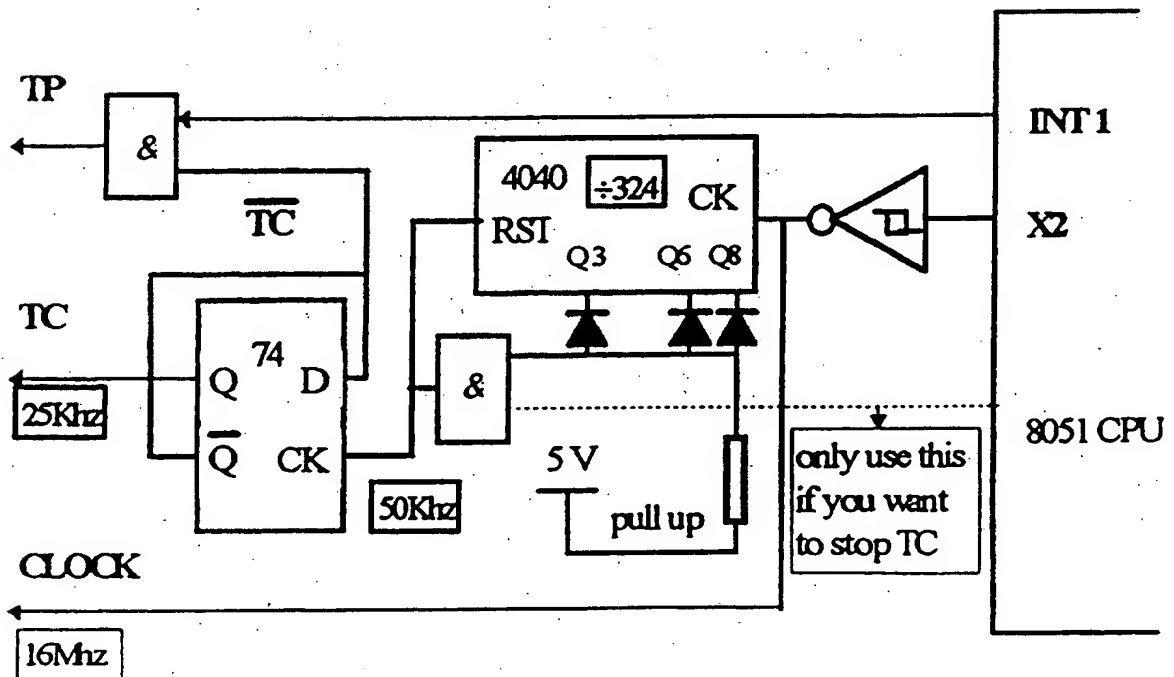 TP
&
INT 1
4040
÷324
CK
RST
Q3
Q6
Q8
X2
TC
TC
74
Q
D
Q
CK
&
25Khz
50Khz
5 V
pull up
only use this
if you want
to stop TC
8051 CPU
CLOCK
16Mhz